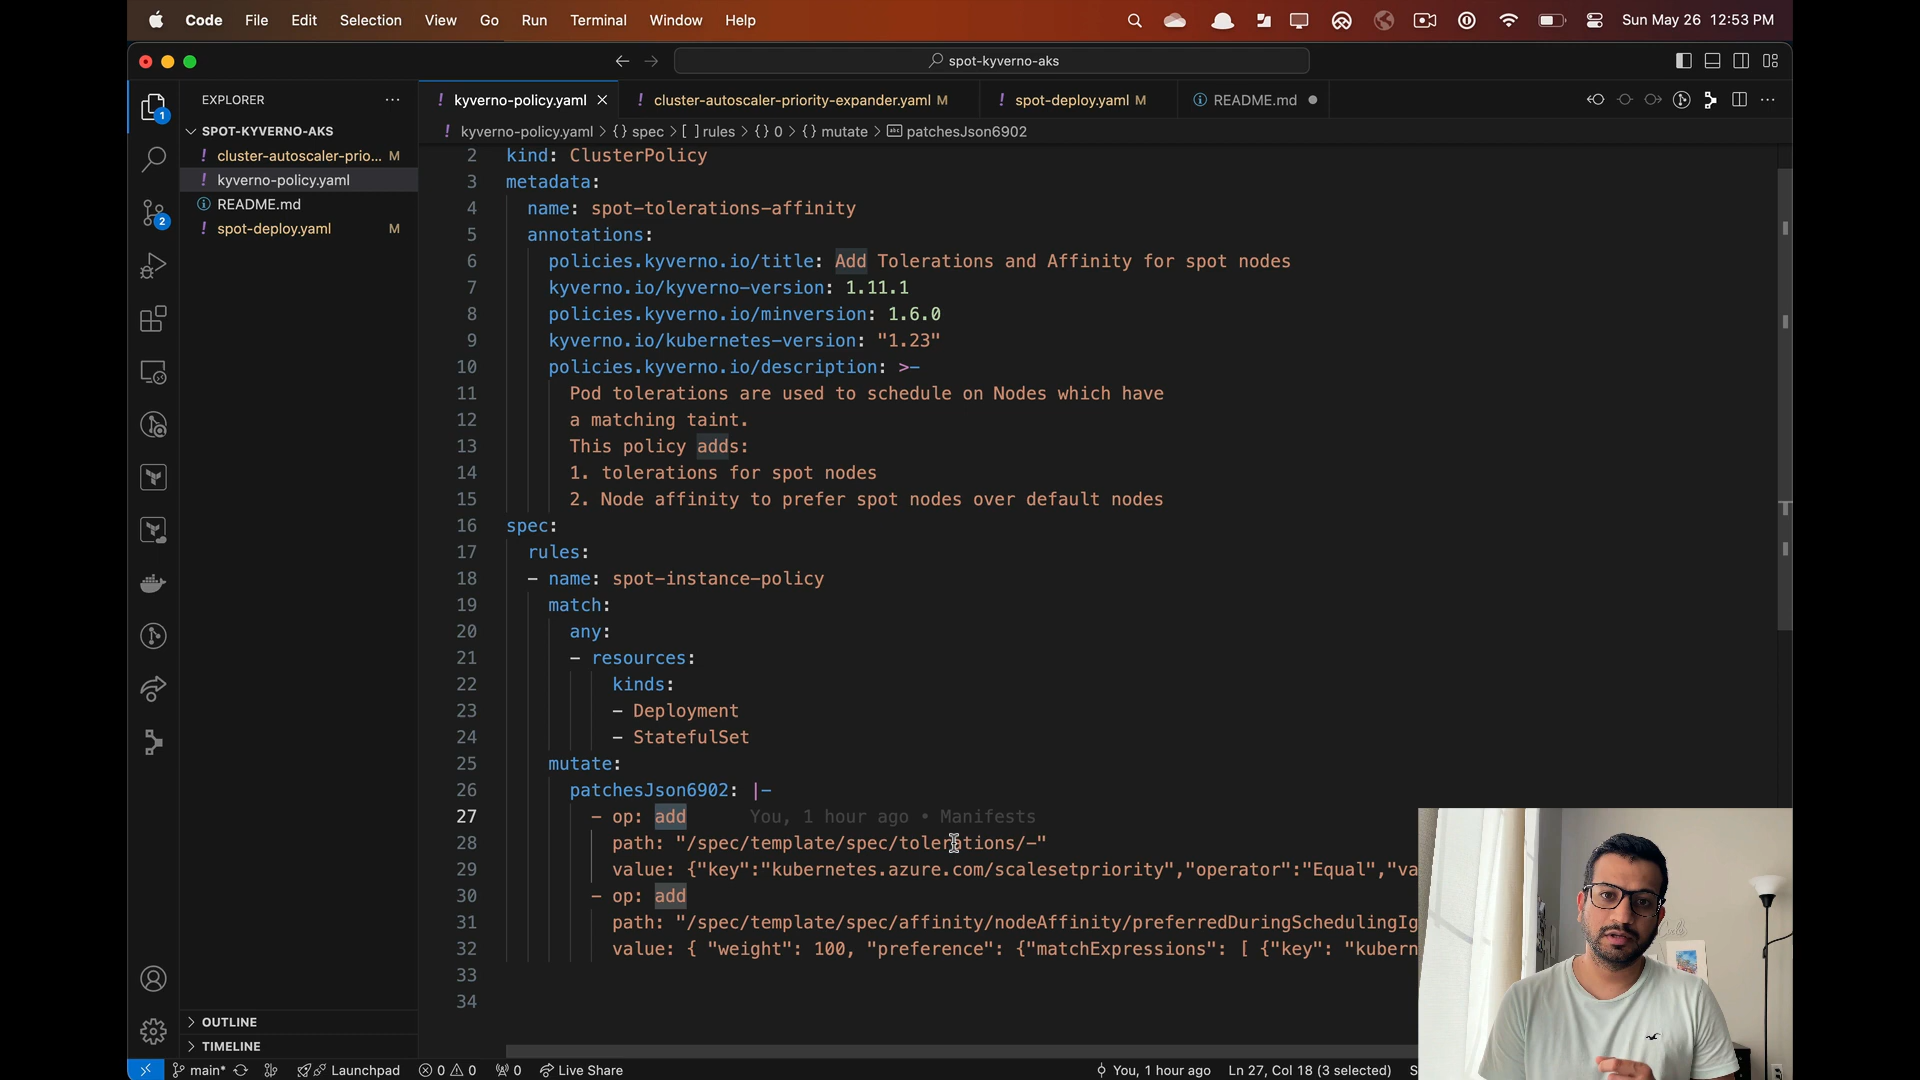 Code File Edit Selection View Go Run Terminal Window Help Sun May 26 12:53 PM
spot-kyverno-aks
EXPLORER
SPOT-KYVERNO-AKS
! cluster-autoscaler-prio... M
! kyverno-policy.yaml
README.md
! spot-deploy.yaml M
OUTLINE
TIMELINE
1
2
! kyverno-policy.yaml ! cluster-autoscaler-priority-expander.yaml M ! spot-deploy.yaml M README.md
! kyverno-policy.yaml > {} spec > [ ] rules > {} 0 > {} mutate > patchesJson6902
2 kind: ClusterPolicy
3 metadata:
4 name: spot-tolerations-affinity
5 annotations:
6 policies.kyverno.io/title: Add Tolerations and Affinity for spot nodes
7 kyverno.io/kyverno-version: 1.11.1
8 policies.kyverno.io/minversion: 1.6.0
9 kyverno.io/kubernetes-version: "1.23"
10 policies.kyverno.io/description: >-
11 Pod tolerations are used to schedule on Nodes which have
12 a matching taint.
13 This policy adds:
14 1. tolerations for spot nodes
15 2. Node affinity to prefer spot nodes over default nodes
16 spec:
17 rules:
18 - name: spot-instance-policy
19 match:
20 any:
21 - resources:
22 kinds:
23 - Deployment
24 - StatefulSet
25 mutate:
26 patchesJson6902: |-
27 - op: add You, 1 hour ago • Manifests
28 path: "/spec/template/spec/tolerations/-"
29 value: {"key":"kubernetes.azure.com/scalesetpriority","operator":"Equal","va
30 - op: add
31 path: "/spec/template/spec/affinity/nodeAffinity/preferredDuringSchedulingIg
32 value: { "weight": 100, "preference": {"matchExpressions": [ {"key": "kubern
33
34
main* Launchpad 0 0 0 Live Share You, 1 hour ago Ln 27, Col 18 (3 selected) S